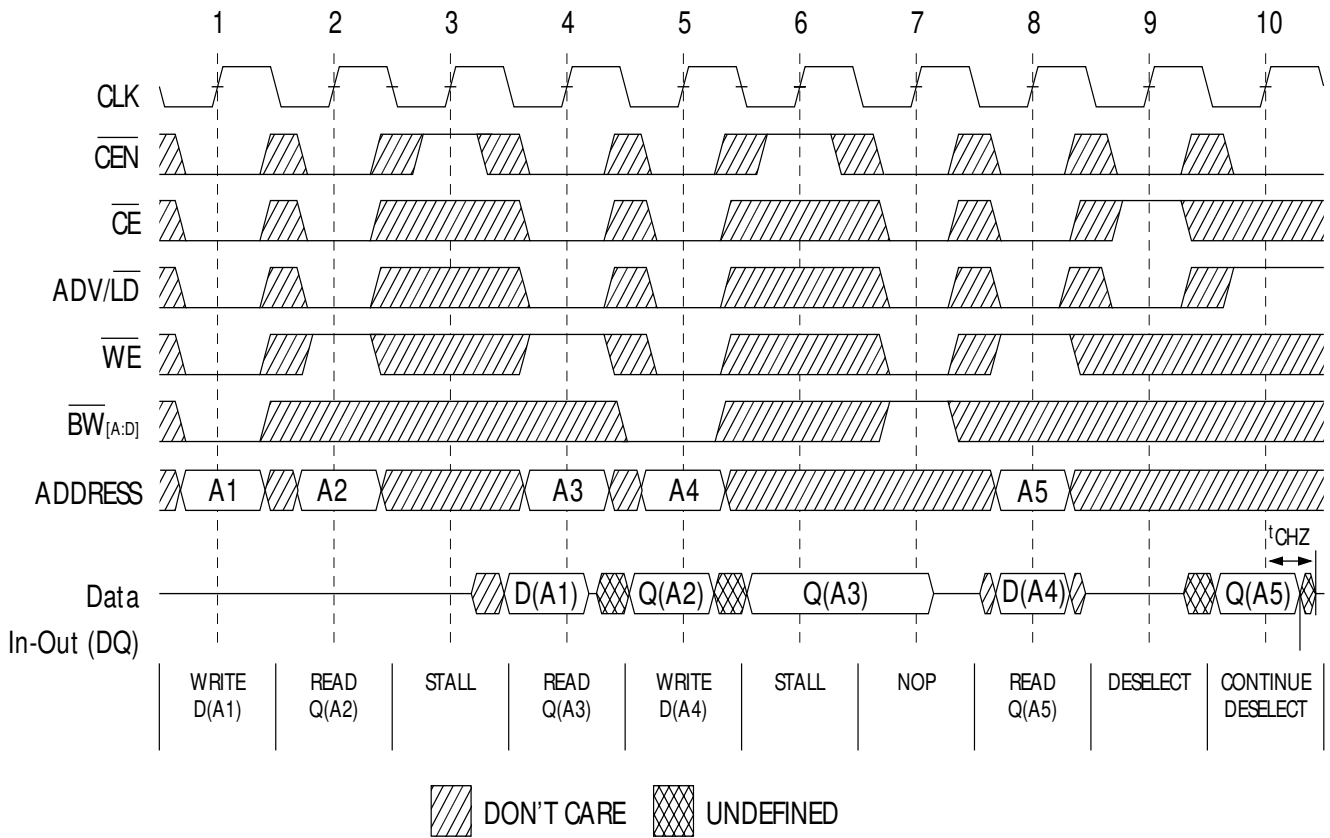 1 2 3 4 5 6 7 8 9 10
CLK
CEN
CE
ADV/LD
WE
BW[A:D]
ADDRESS A1 A2 A3 A4 A5
tCHZ
Data D(A1) Q(A2) Q(A3) D(A4) Q(A5)
In-Out (DQ)
WRITE READ STALL READ WRITE STALL NOP READ DESELECT CONTINUE
D(A1) Q(A2) Q(A3) D(A4) Q(A5) DESELECT
DON'T CARE UNDEFINED